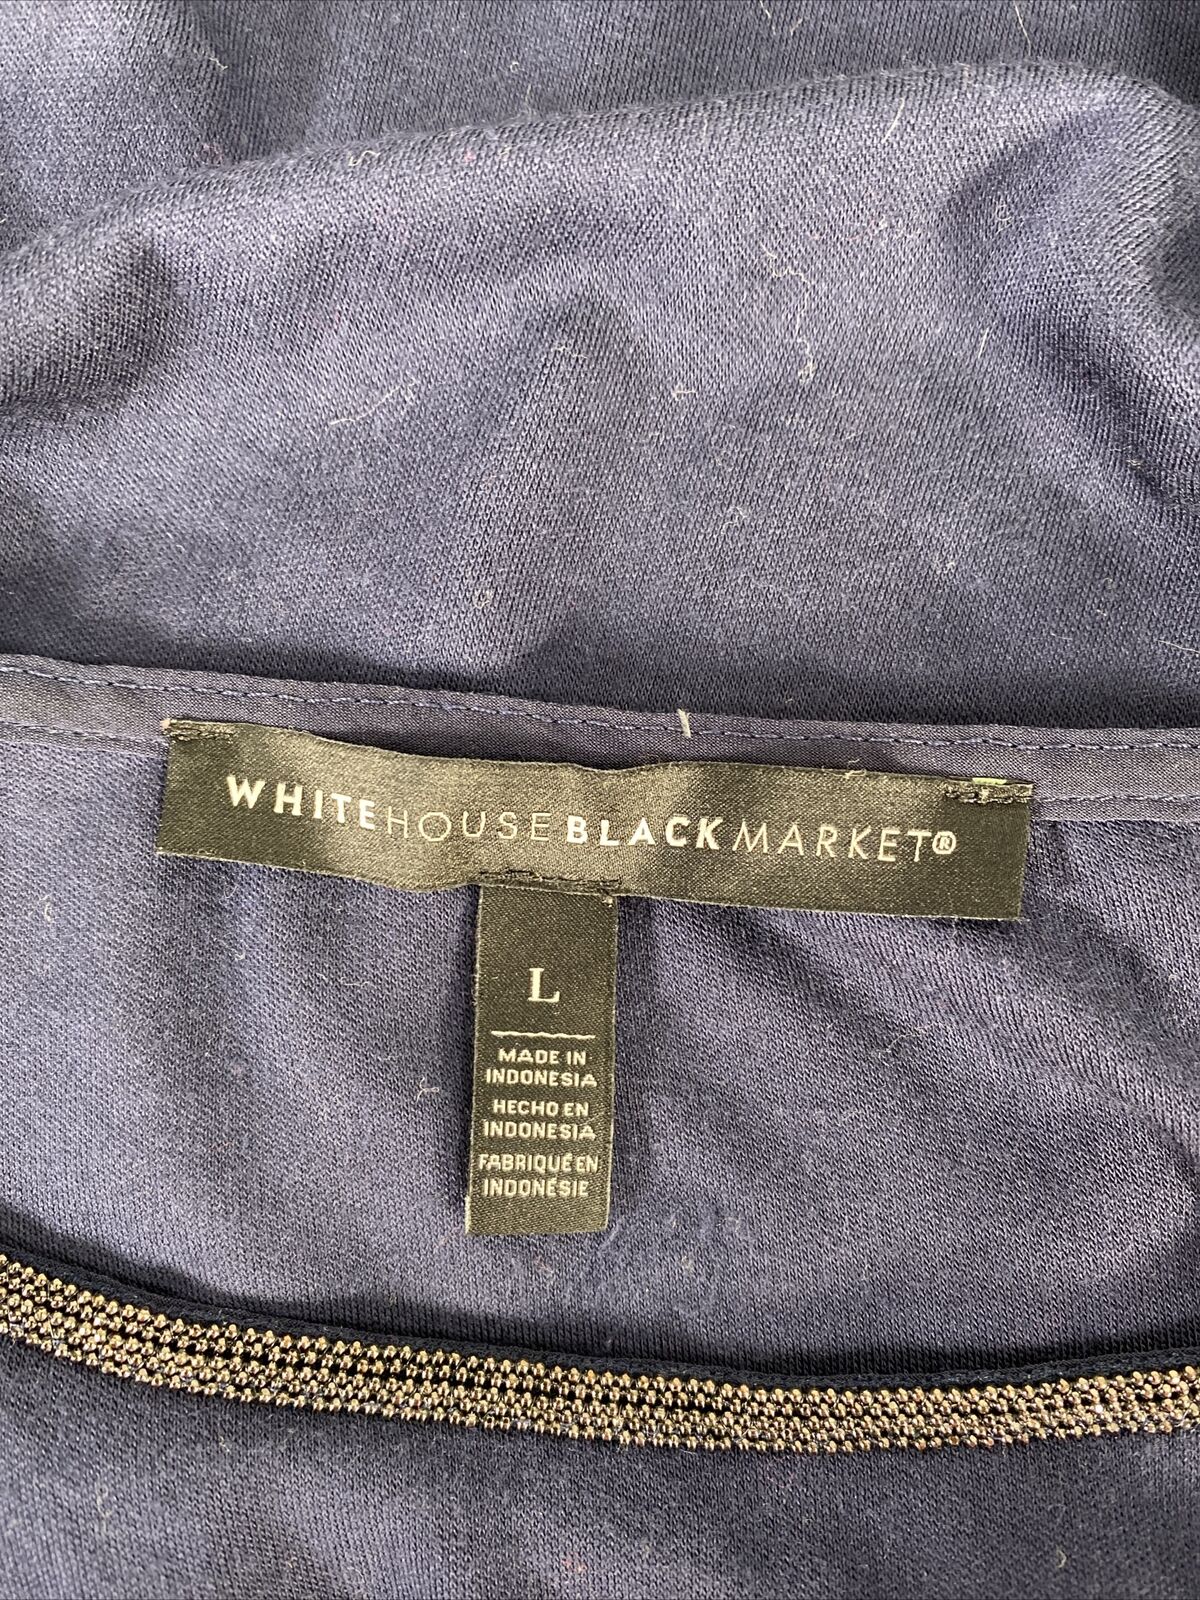 WHITEHOUSEBLACKMARKET®
L
MADE IN
INDONESIA
HECHO EN
INDONESIA
FABRIQUÉ EN
INDONÉSIE